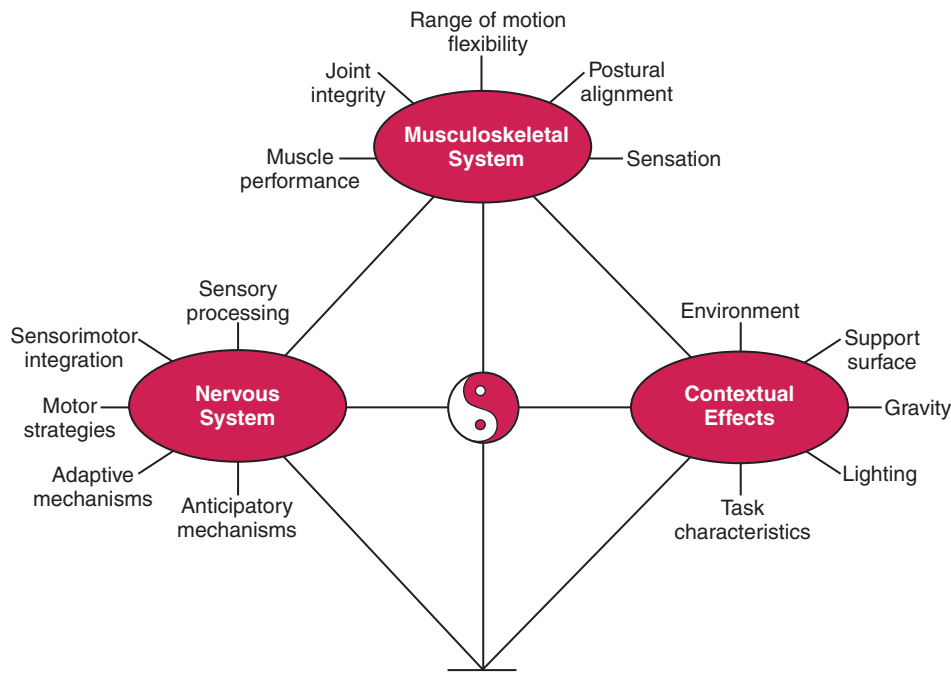 Range of motion
flexibility
Joint
integrity
Postural
alignment
Musculoskeletal
System
Muscle
performance
Sensation
Sensory
processing
Sensorimotor
integration
Nervous
System
Motor
strategies
Adaptive
mechanisms
Anticipatory
mechanisms
Environment
Support
surface
Contextual
Effects
Gravity
Lighting
Task
characteristics